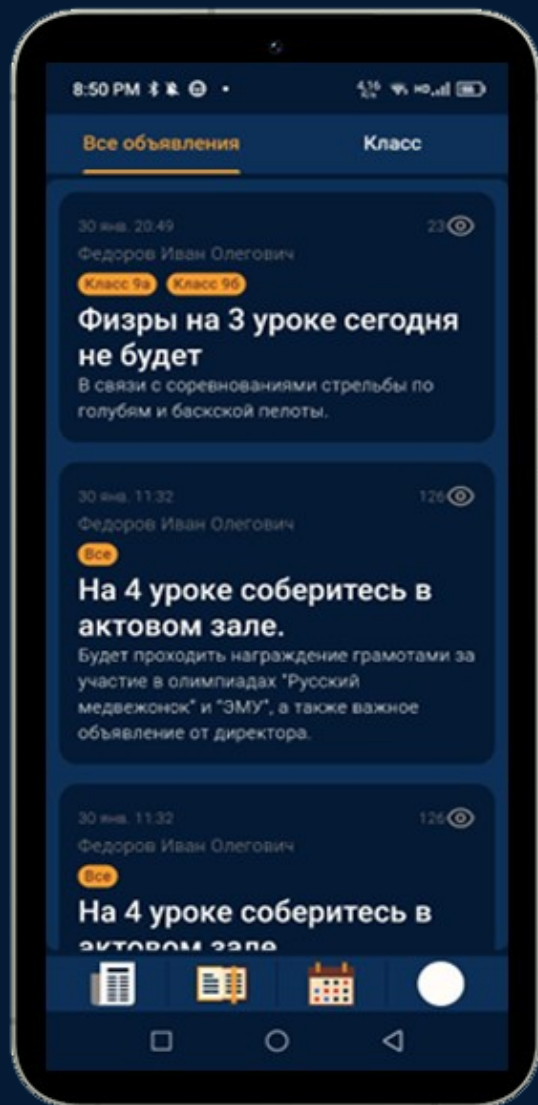 8:50 PM
Все объявления Класс
30 янв. 20:49 23
Федоров Иван Олегович
Класс 9а Класс 9б
Физры на 3 уроке сегодня
не будет
В связи с соревнованиями стрельбы по
голубям и баскской пелоты.
30 янв. 11:32 126
Федоров Иван Олегович
Все
На 4 уроке соберитесь в
актовом зале.
Будет проходить награждение грамотами за
участие в олимпиадах "Русский
медвежонок" и "ЭМУ", а также важное
объявление от директора.
30 янв. 11:32 126
Федоров Иван Олегович
Все
На 4 уроке соберитесь в
актовом зале